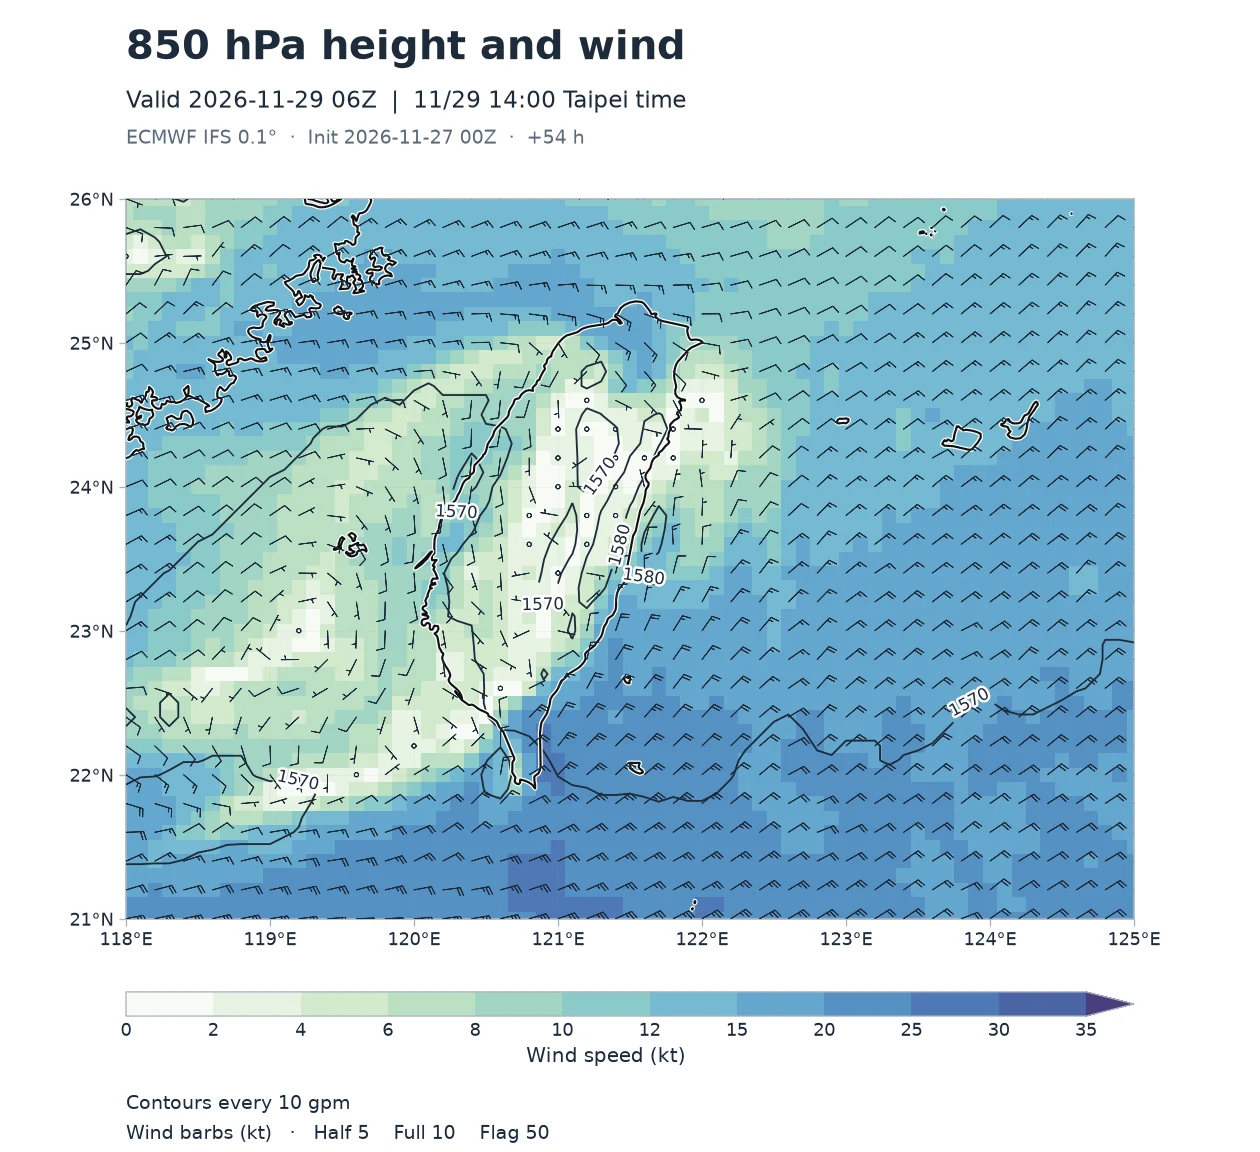 850 hPa height and wind
Valid 2026-11-29 06Z | 11/29 14:00 Taipei time
ECMWF IFS 0.1° · Init 2026-11-27 00Z · +54 h
26°N
25°N
24°N
23°N
22°N
21°N
1570
1570
1580
1580
1570
1570
1570
118°E 119°E 120°E 121°E 122°E 123°E 124°E 125°E
0 2 4 6 8 10 12 15 20 25 30 35
Wind speed (kt)
Contours every 10 gpm
Wind barbs (kt) · Half 5 Full 10 Flag 50